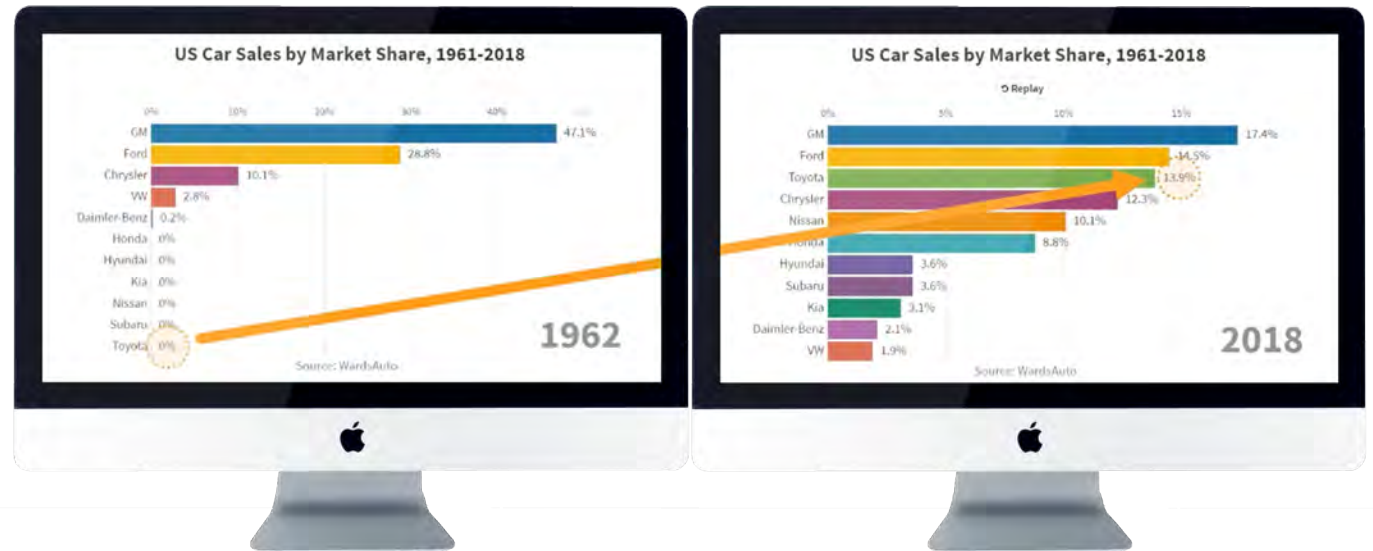 US Car Sales by Market Share, 1961-2018
0% 10% 20% 30% 40%
GM 47.1%
Ford 28.8%
Chrysler 10.1%
VW 2.8%
Daimler-Benz 0.2%
Honda 0%
Hyundai 0%
Kia 0%
Nissan 0%
Subaru 0%
Toyota 0%
1962
Source: WardsAuto
US Car Sales by Market Share, 1961-2018
Replay
0% 5% 10% 15%
GM 17.4%
Ford 14.5%
Toyota 13.9%
Chrysler 12.3%
Nissan 10.1%
Honda 8.8%
Hyundai 3.6%
Subaru 3.6%
Kia 3.1%
Daimler-Benz 2.1%
VW 1.9%
2018
Source: WardsAuto